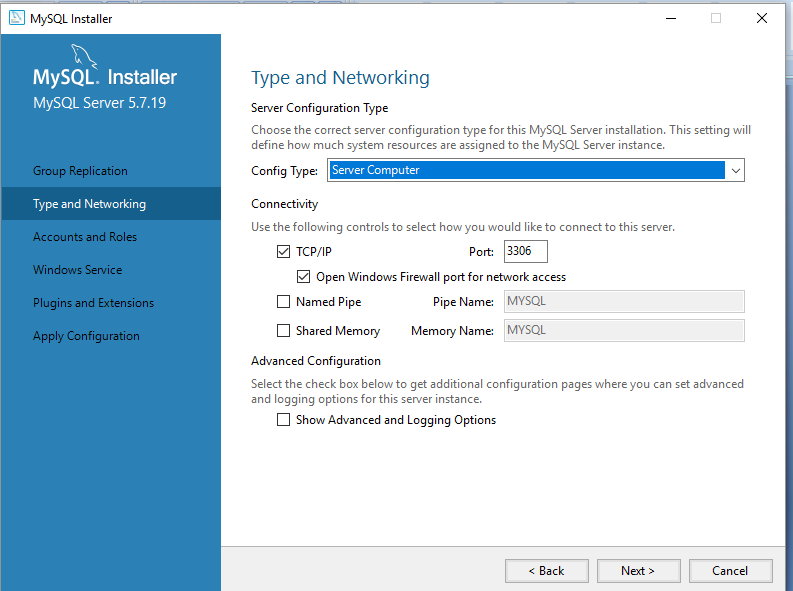 MySQL Installer
MySQL. Installer
MySQL Server 5.7.19
Group Replication
Type and Networking
Accounts and Roles
Windows Service
Plugins and Extensions
Apply Configuration
Type and Networking
Server Configuration Type
Choose the correct server configuration type for this MySQL Server installation. This setting will
define how much system resources are assigned to the MySQL Server instance.
Config Type: Server Computer
Connectivity
Use the following controls to select how you would like to connect to this server.
TCP/IP Port: 3306
Open Windows Firewall port for network access
Named Pipe Pipe Name: MYSQL
Shared Memory Memory Name: MYSQL
Advanced Configuration
Select the check box below to get additional configuration pages where you can set advanced
and logging options for this server instance.
Show Advanced and Logging Options
< Back Next > Cancel